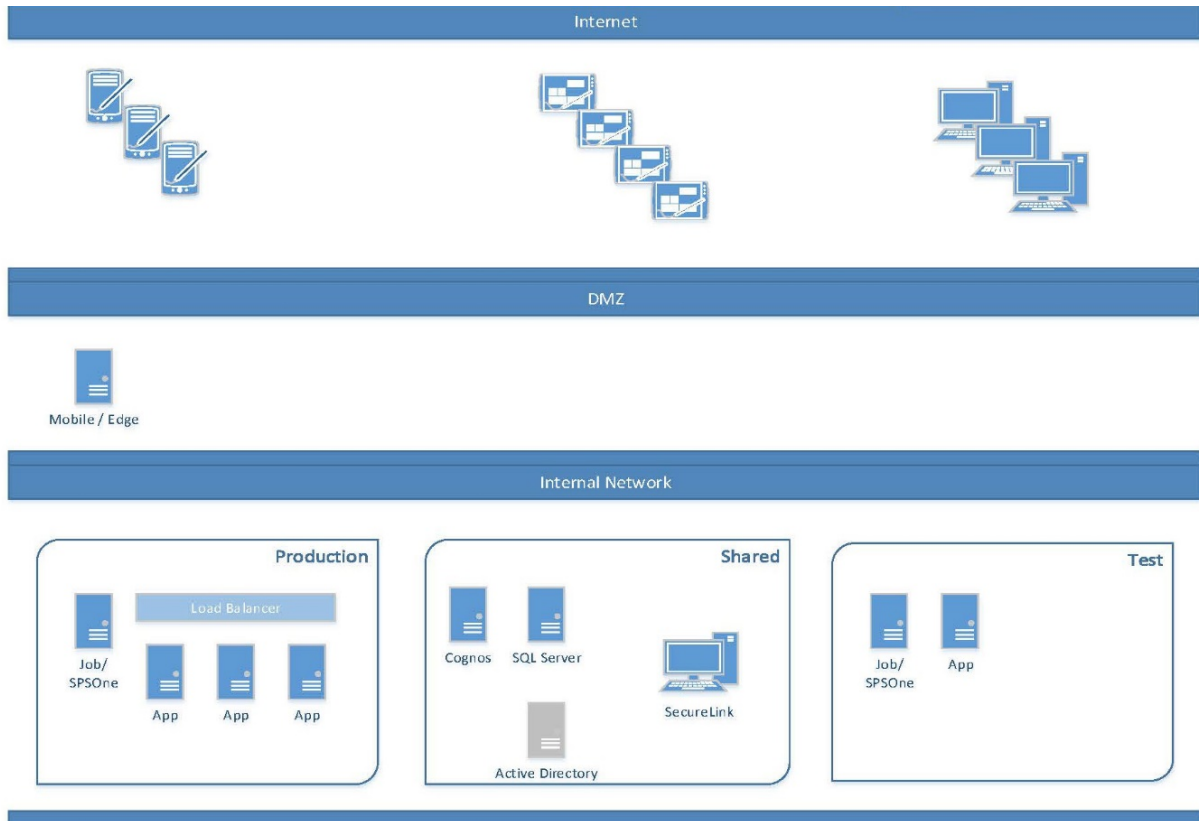 Internet
DMZ
Mobile / Edge
Internal Network
Production
Load Balancer
Job/
SPSOne
App
App
App
Shared
Cognos
SQL Server
SecureLink
Active Directory
Test
Job/
SPSOne
App